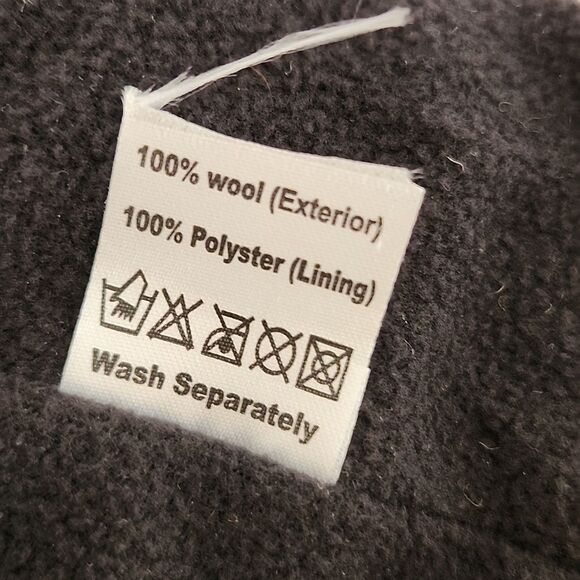 100% wool (Exterior)
100% Polyster (Lining)
Wash Separately